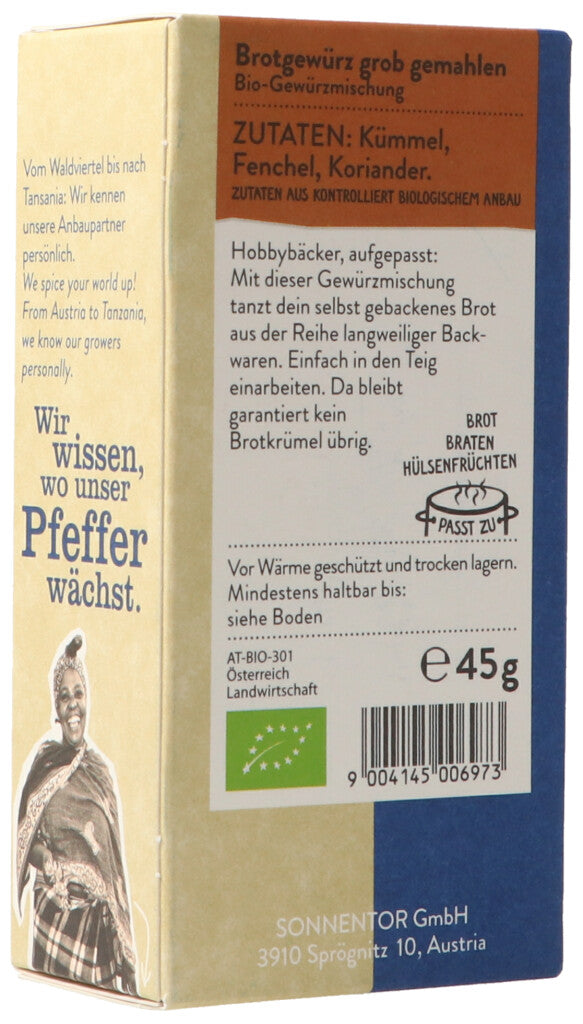 Vom Waldviertel bis nach
Tansania: Wir kennen
unsere Anbaupartner
persönlich.
We spice your world up!
From Austria to Tanzania,
we know our growers
personally.
Wir
wissen,
wo unser
Pfeffer
wächst.
Brotgewürz grob gemahlen
Bio-Gewürzmischung
ZUTATEN: Kümmel,
Fenchel, Koriander.
ZUTATEN AUS KONTROLLIERT BIOLOGISCHEM ANBAU
Hobbybäcker, aufgepasst:
Mit dieser Gewürzmischung
tanzt dein selbst gebackenes Brot
aus der Reihe langweiliger Back-
waren. Einfach in den Teig
einarbeiten. Da bleibt
garantiert kein
Brotkrümel übrig.
BROT
BRATEN
HÜLSENFRÜCHTEN
PASST ZU
Vor Wärme geschützt und trocken lagern.
Mindestens haltbar bis:
siehe Boden
AT-BIO-301
Österreich
Landwirtschaft
℮45g
9 004145 006973
SONNENTOR GmbH
3910 Sprögnitz 10, Austria